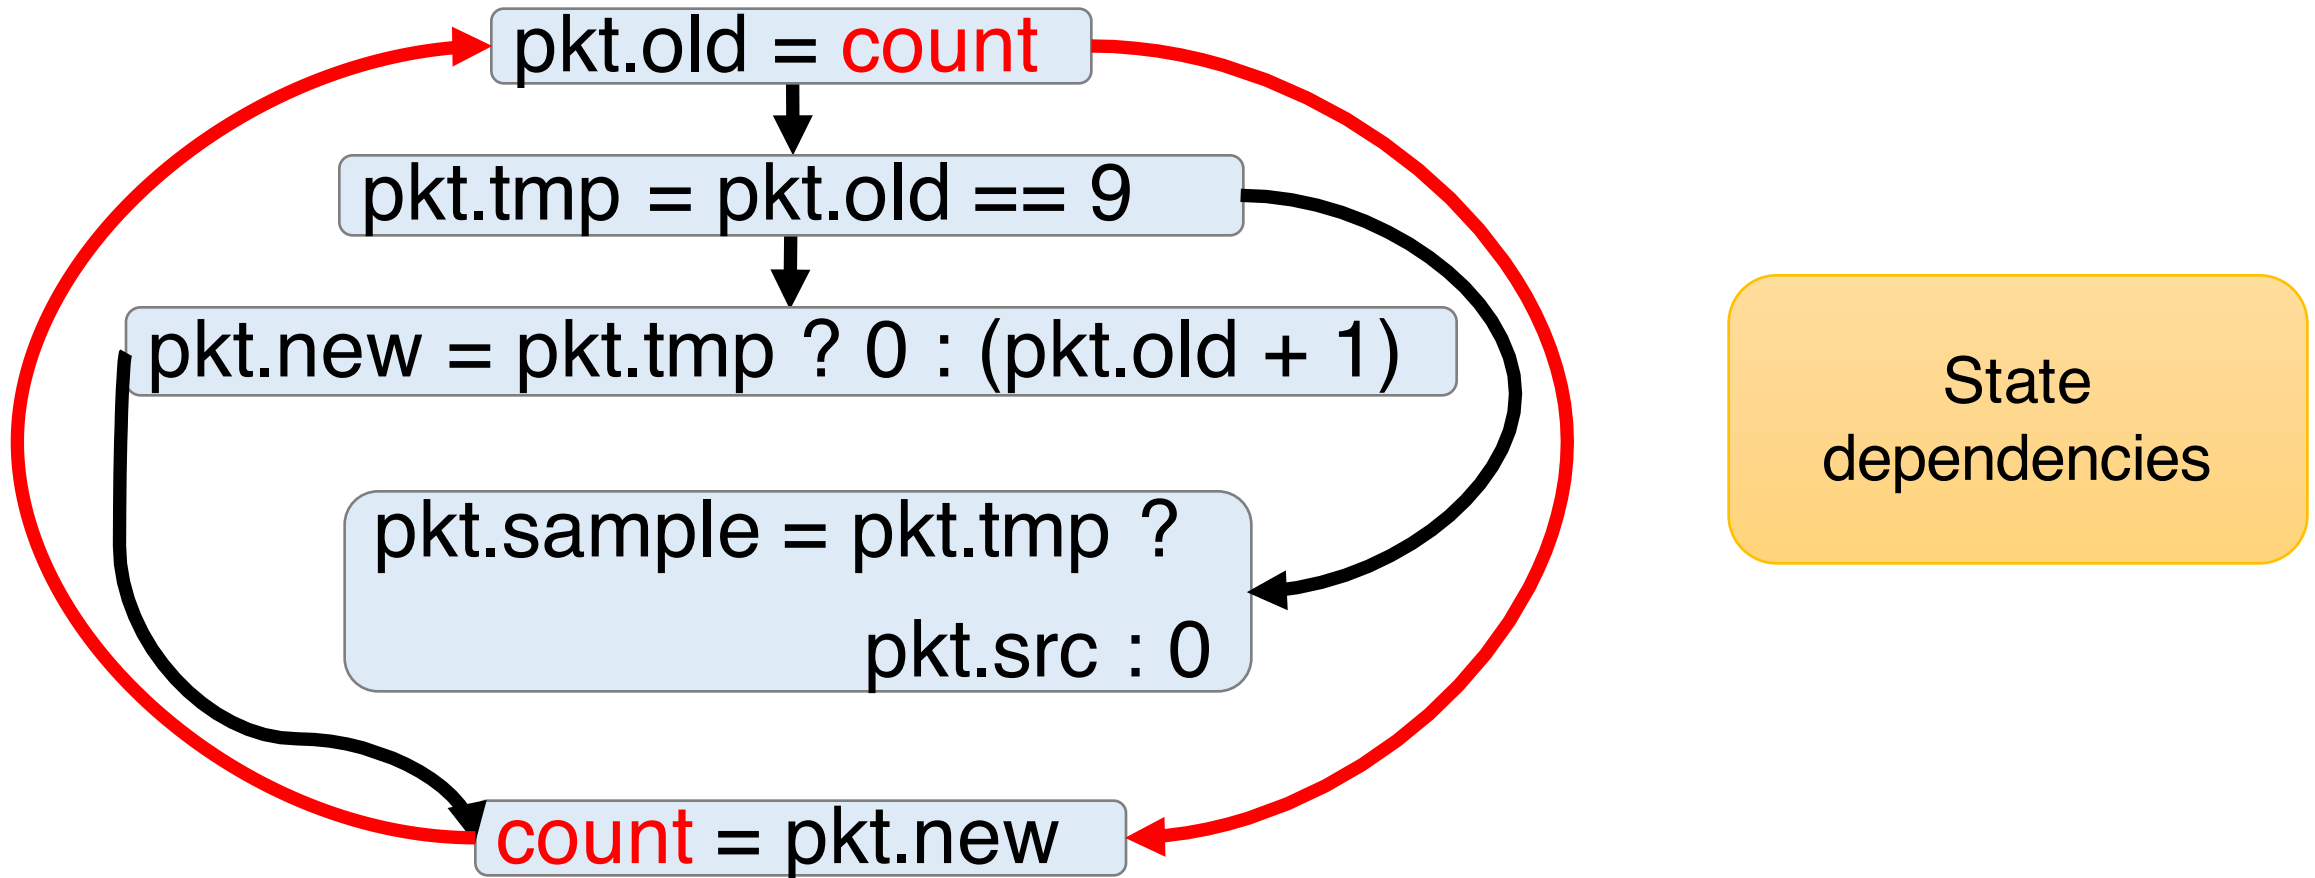 pkt.old = count
pkt.tmp = pkt.old == 9
pkt.new = pkt.tmp ? 0 : (pkt.old + 1)
State
dependencies
pkt.sample = pkt.tmp ?
pkt.src : 0
count = pkt.new